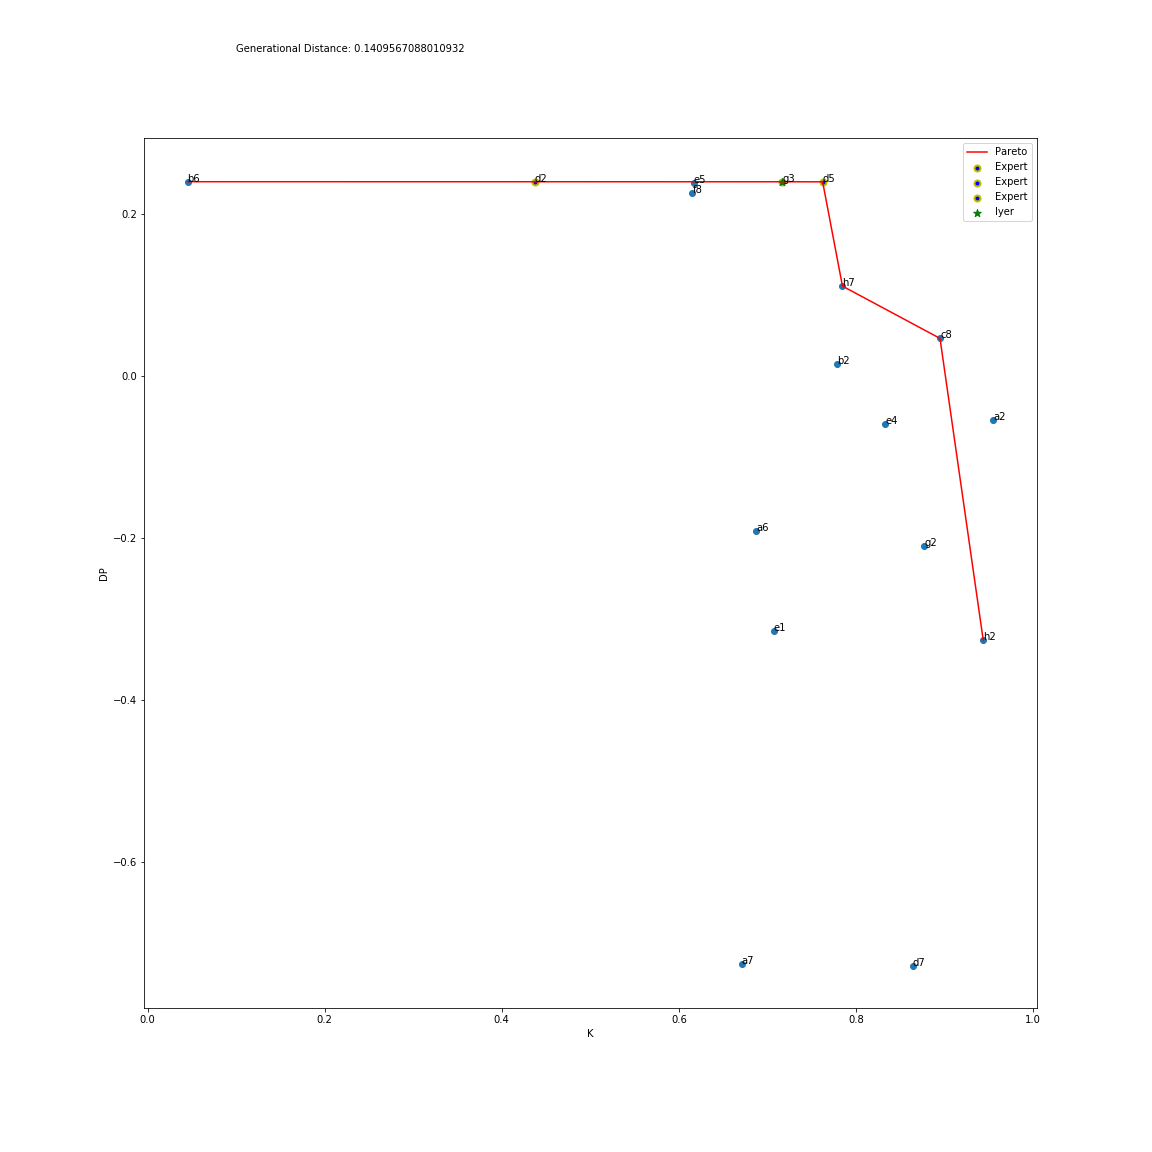 Generational Distance: 0.1409567088010932
Pareto
Expert
Expert
Expert
Iyer
b6
d2
e5
f8
g3
d5
h7
c8
b2
e4
a2
a6
g2
e1
h2
a7
d7
0.2
0.0
−0.2
−0.4
−0.6
DP
0.0
0.2
0.4
0.6
0.8
1.0
K